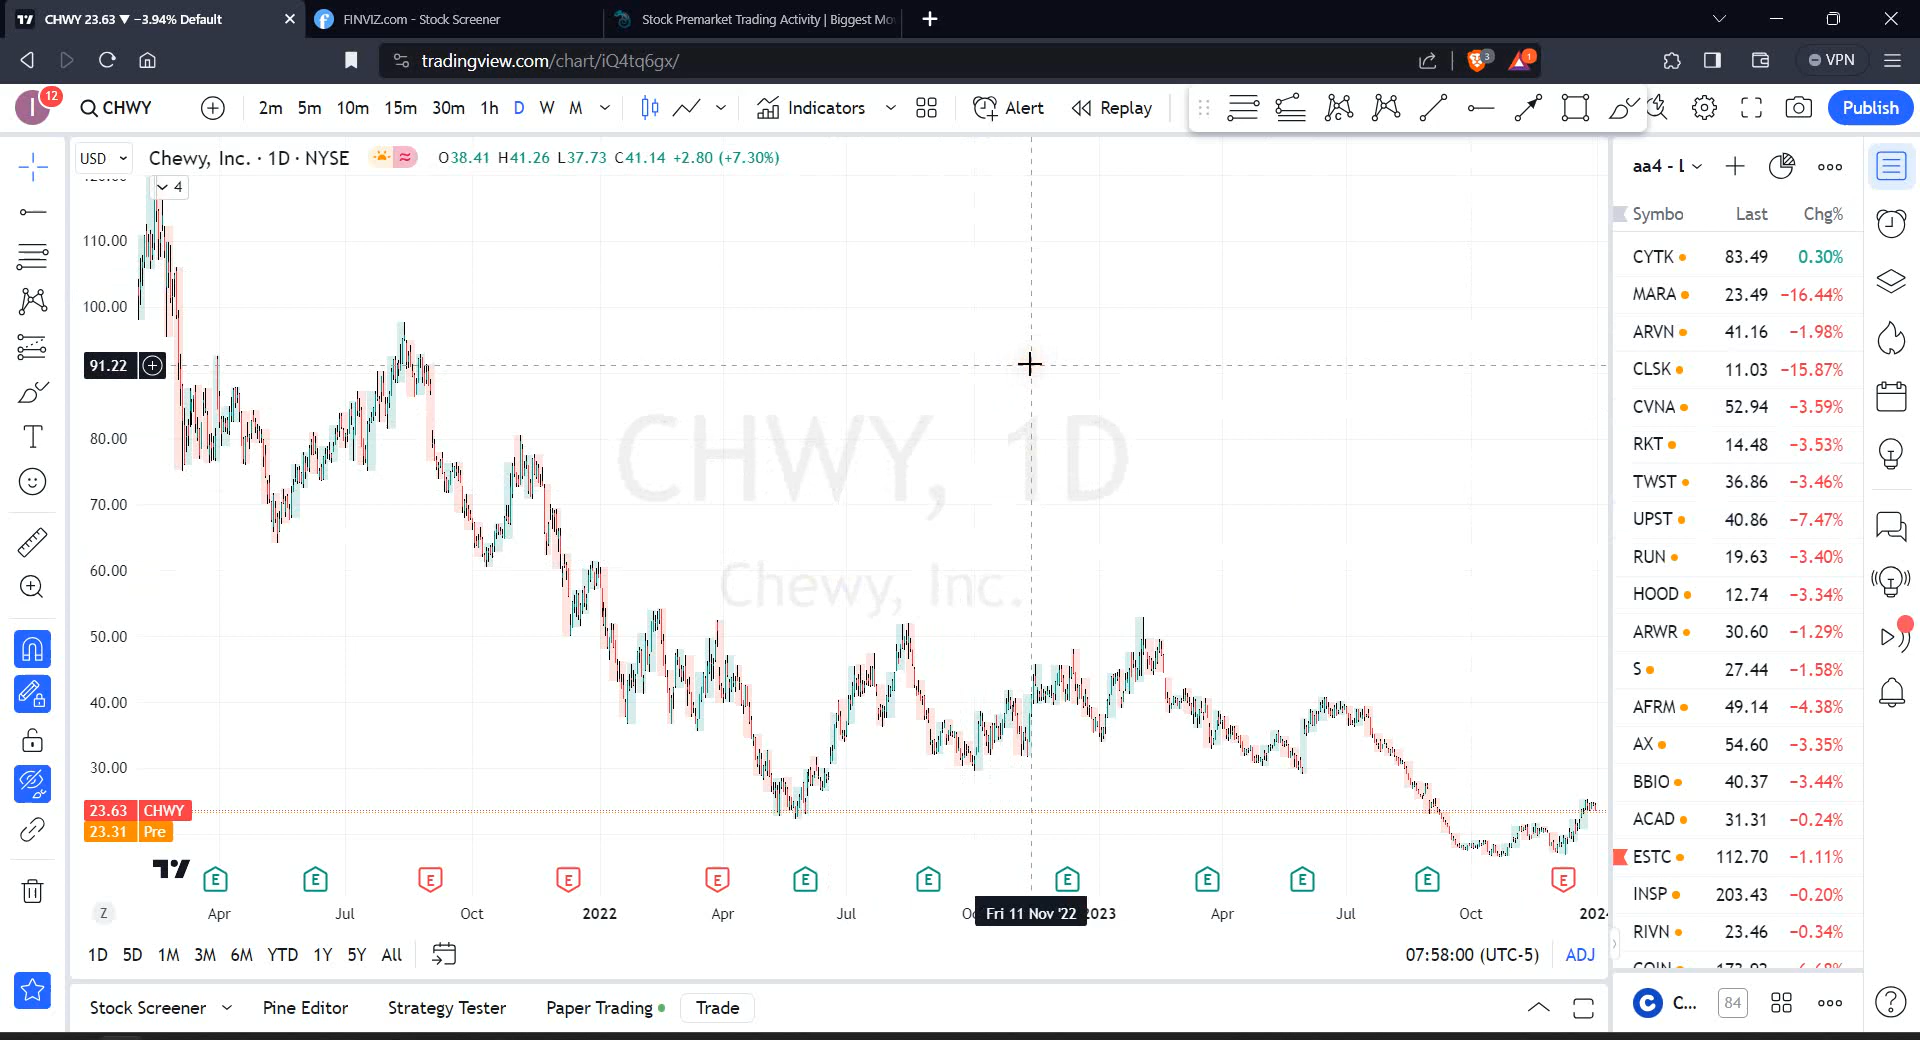 CHWY 23.63 ▼ −3.94% Default
FINVIZ.com - Stock Screener
Stock Premarket Trading Activity | Biggest Mo
tradingview.com/chart/iQ4tq6gx/
3
1
VPN
I
12
CHWY
2m 5m 10m 15m 30m 1h D W M
Indicators
Alert
Replay
Publish
USD
Chewy, Inc. · 1D · NYSE
O38.41 H41.26 L37.73 C41.14 +2.80 (+7.30%)
4
110.00
100.00
91.22
80.00
70.00
60.00
50.00
40.00
30.00
23.63 CHWY
23.31 Pre
CHWY, 1D
Chewy, Inc.
E E E E E E E E E E E E
Z
Apr Jul Oct 2022 Apr Jul Fri 11 Nov '22 2023 Apr Jul Oct
1D 5D 1M 3M 6M YTD 1Y 5Y All
07:58:00 (UTC-5) ADJ
Stock Screener
Pine Editor
Strategy Tester
Paper Trading
Trade
aa4 - L
Symbo Last Chg%
CYTK 83.49 0.30%
MARA 23.49 −16.44%
ARVN 41.16 −1.98%
CLSK 11.03 −15.87%
CVNA 52.94 −3.59%
RKT 14.48 −3.53%
TWST 36.86 −3.46%
UPST 40.86 −7.47%
RUN 19.63 −3.40%
HOOD 12.74 −3.34%
ARWR 30.60 −1.29%
S 27.44 −1.58%
AFRM 49.14 −4.38%
AX 54.60 −3.35%
BBIO 40.37 −3.44%
ACAD 31.31 −0.24%
ESTC 112.70 −1.11%
INSP 203.43 −0.20%
RIVN 23.46 −0.34%
C...
84